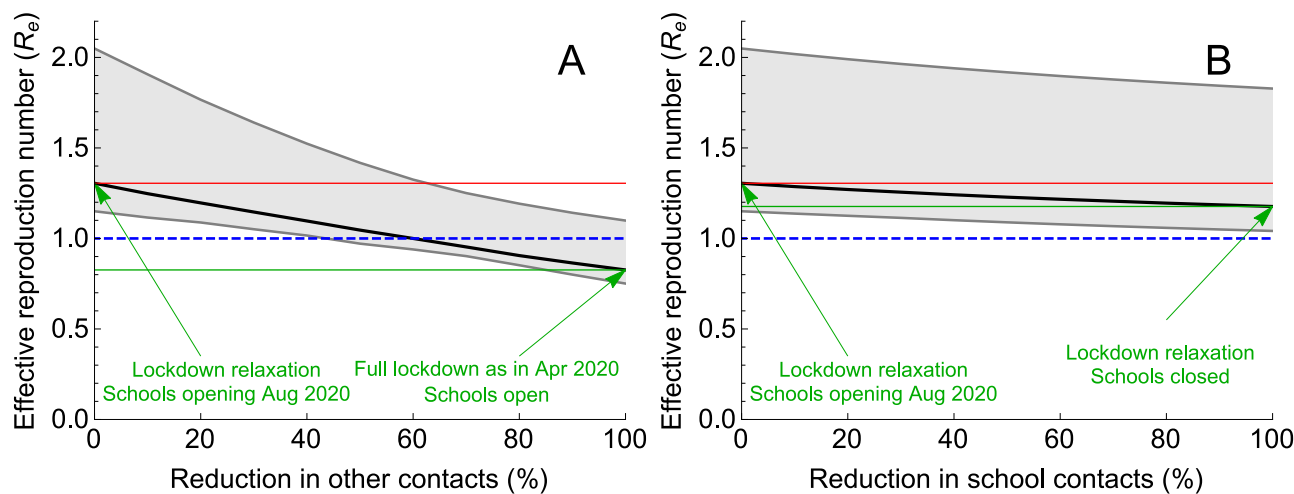 Effective reproduction number (Re)
2.0
1.5
1.0
0.5
0.0
A
Lockdown relaxation
Schools opening Aug 2020
Full lockdown as in Apr 2020
Schools open
0 20 40 60 80 100
Reduction in other contacts (%)
Effective reproduction number (Re)
2.0
1.5
1.0
0.5
0.0
B
Lockdown relaxation
Schools opening Aug 2020
Lockdown relaxation
Schools closed
0 20 40 60 80 100
Reduction in school contacts (%)